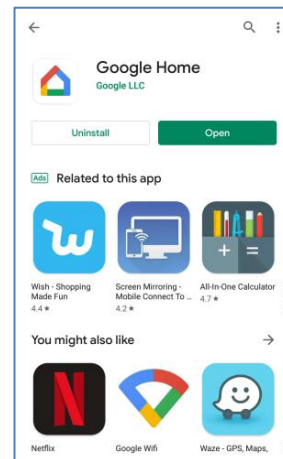 Google Home
Google LLC
Uninstall
Open
Ads Related to this app
Wish - Shopping Made Fun
4.4 ★
Screen Mirroring - Mobile Connect To ...
4.2 ★
All-In-One Calculator
4.7 ★
You might also like
Netflix
Google Wifi
Waze - GPS, Maps,